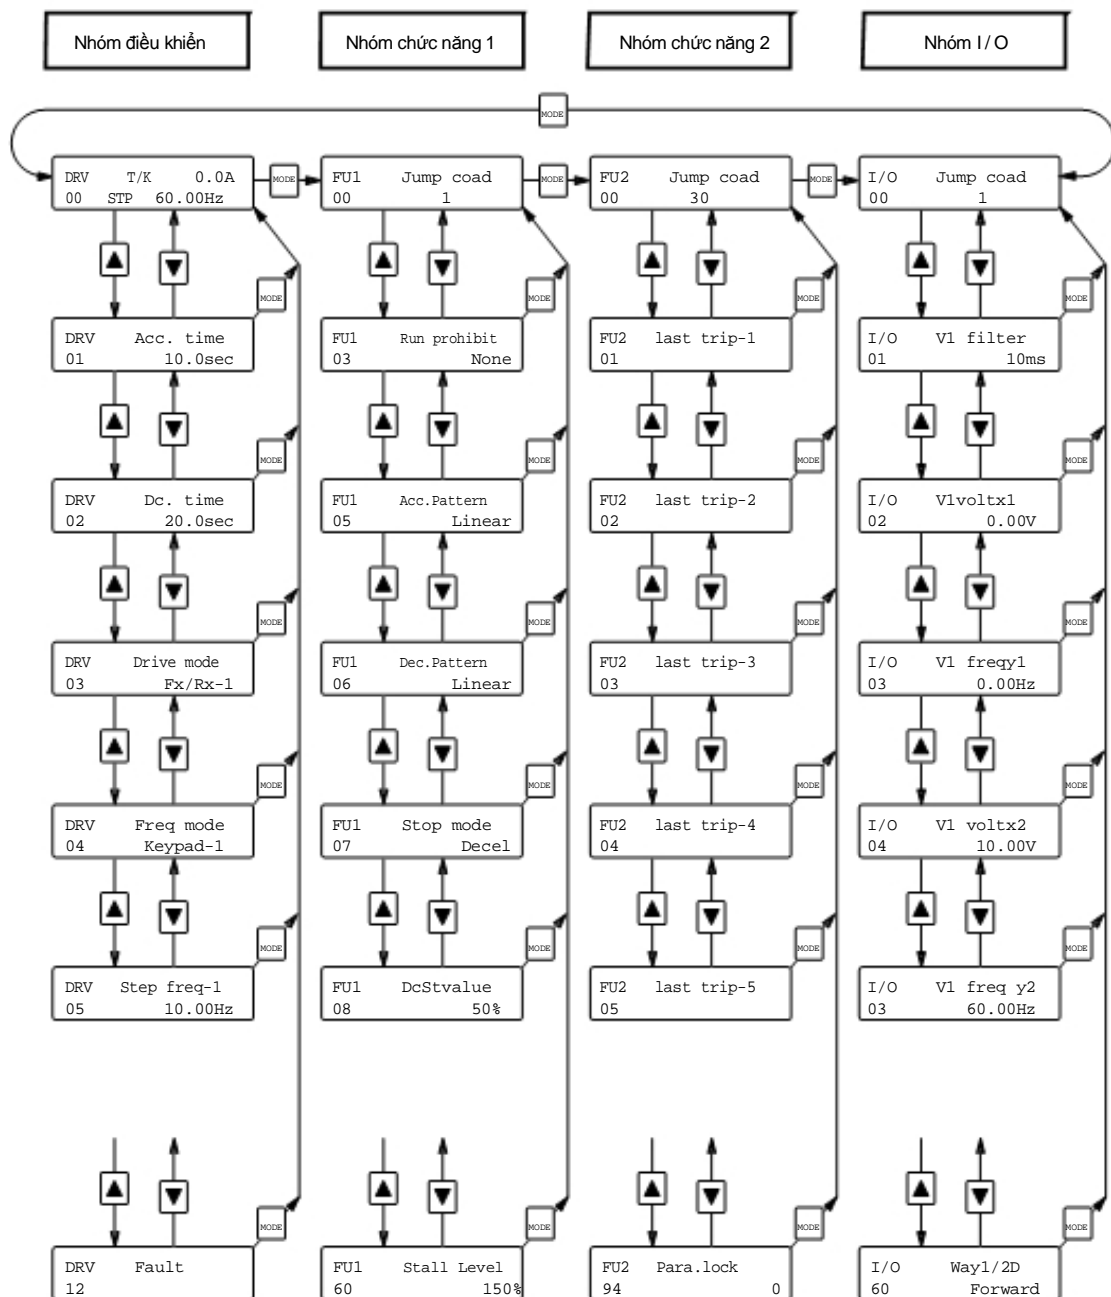 Nhóm điều khiển
Nhóm chức năng 1
Nhóm chức năng 2
Nhóm I / O
MODE
DRV T/K 0.0A
00 STP 60.00Hz
MODE
FU1 Jump coad
00 1
MODE
FU2 Jump coad
00 30
MODE
I/O Jump coad
00 1
MODE
MODE
MODE
MODE
DRV Acc. time
01 10.0sec
FU1 Run prohibit
03 None
FU2 last trip-1
01
I/O V1 filter
01 10ms
MODE
MODE
MODE
MODE
DRV Dc. time
02 20.0sec
FU1 Acc.Pattern
05 Linear
FU2 last trip-2
02
I/O V1voltx1
02 0.00V
MODE
MODE
MODE
MODE
DRV Drive mode
03 Fx/Rx-1
FU1 Dec.Pattern
06 Linear
FU2 last trip-3
03
I/O V1 freqy1
03 0.00Hz
MODE
MODE
MODE
MODE
DRV Freq mode
04 Keypad-1
FU1 Stop mode
07 Decel
FU2 last trip-4
04
I/O V1 voltx2
04 10.00V
MODE
MODE
MODE
MODE
DRV Step freq-1
05 10.00Hz
FU1 DcStvalue
08 50%
FU2 last trip-5
05
I/O V1 freq y2
03 60.00Hz
MODE
MODE
MODE
MODE
DRV Fault
12
FU1 Stall Level
60 150%
FU2 Para.lock
94 0
I/O Way1/2D
60 Forward